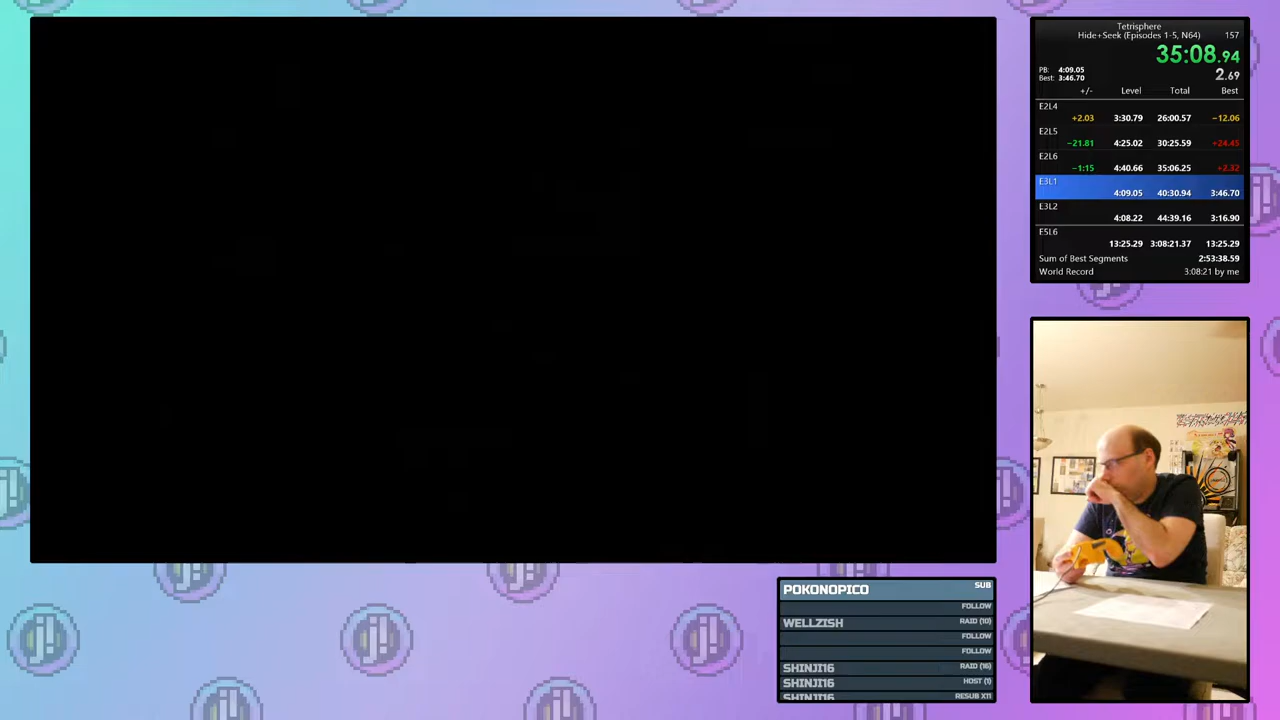 Tetrisphere
Hide+Seek (Episodes 1-5, N64) 157
35:08.94
PB: 4:09.05
Best: 3:46.70
2.69
+/- Level Total Best
E2L4
+2.03 3:30.79 26:00.57 −12.06
E2L5
−21.81 4:25.02 30:25.59 +24.45
E2L6
−1:15 4:40.66 35:06.25 +2.32
E3L1
4:09.05 40:30.94 3:46.70
E3L2
4:08.22 44:39.16 3:16.90
E5L6
13:25.29 3:08:21.37 13:25.29
Sum of Best Segments 2:53:38.59
World Record 3:08:21 by me
POKONOPICO SUB
FOLLOW
WELLZISH RAID (10)
FOLLOW
FOLLOW
SHINJI16 RAID (16)
SHINJI16 HOST (1)
SHINJI16 RESUB X11